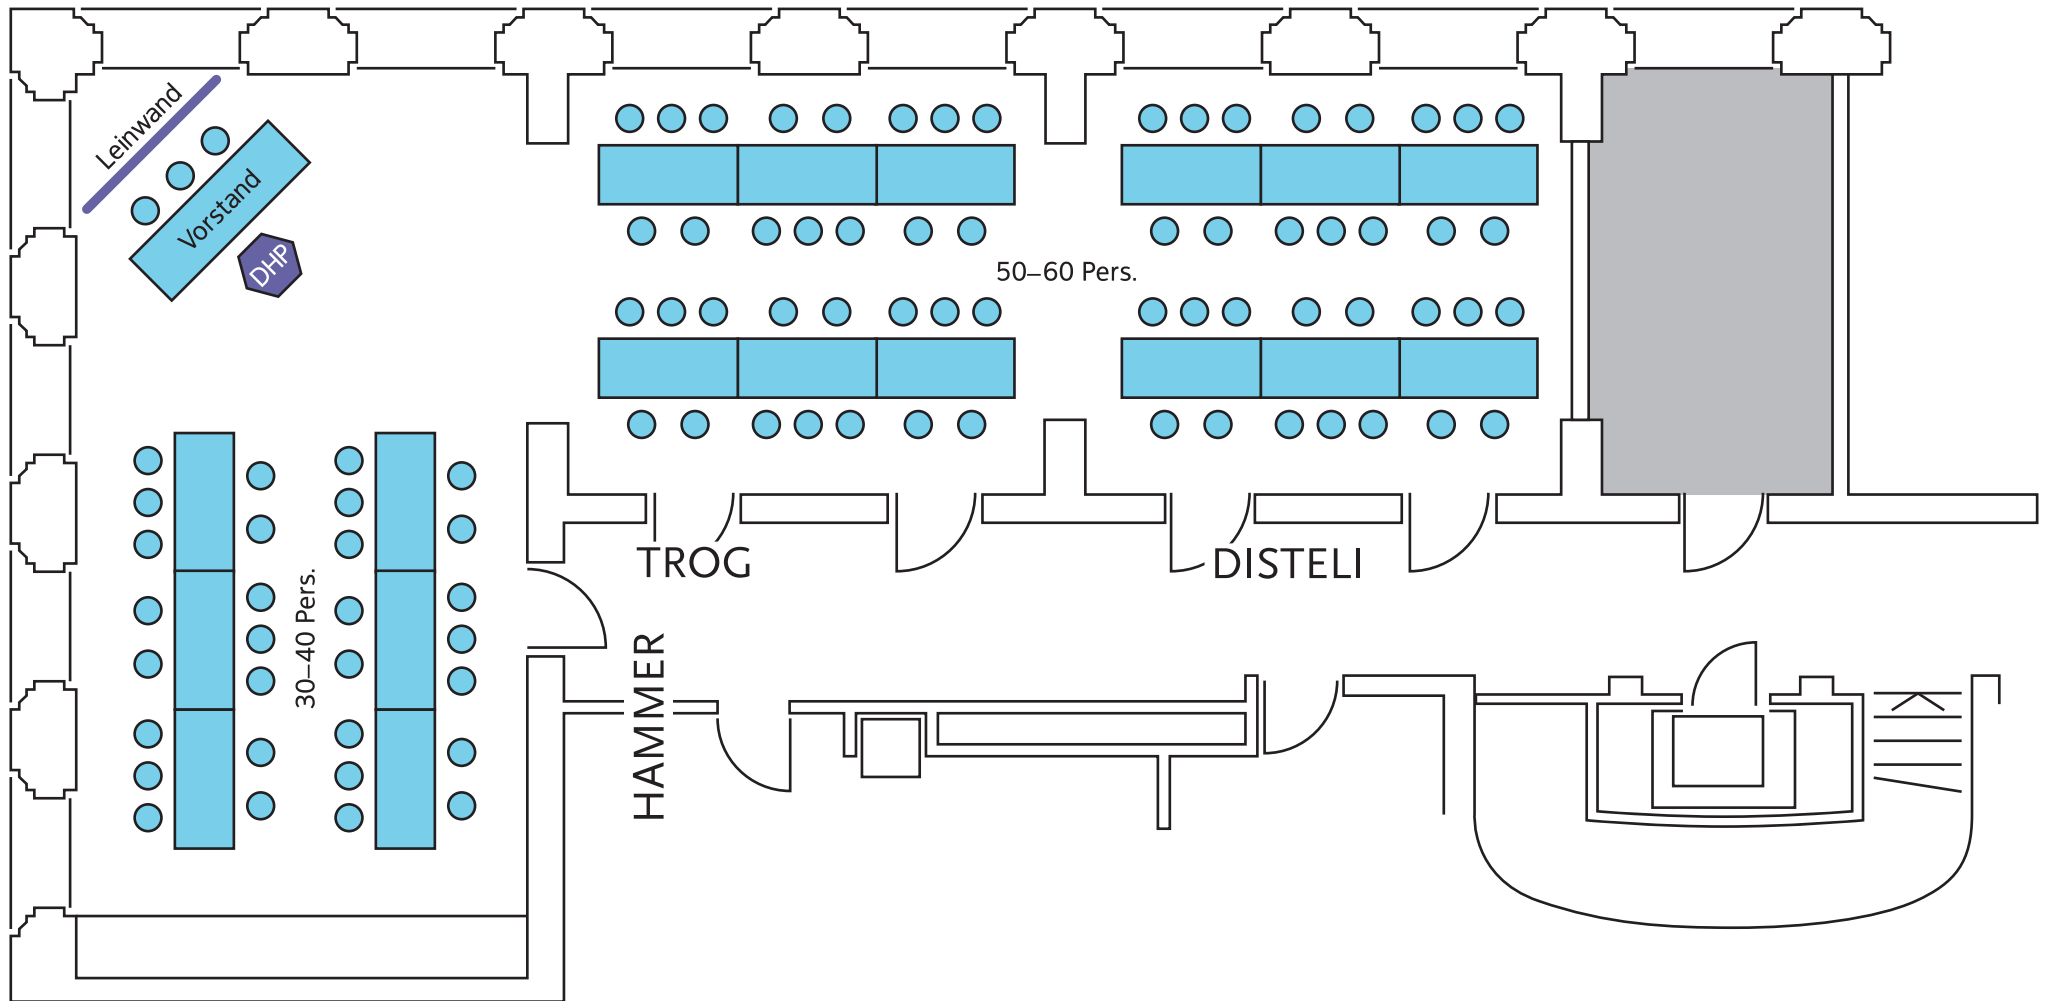 Leinwand
Vorstand
DHP
50–60 Pers.
TROG
DISTELI
30–40 Pers.
HAMMER